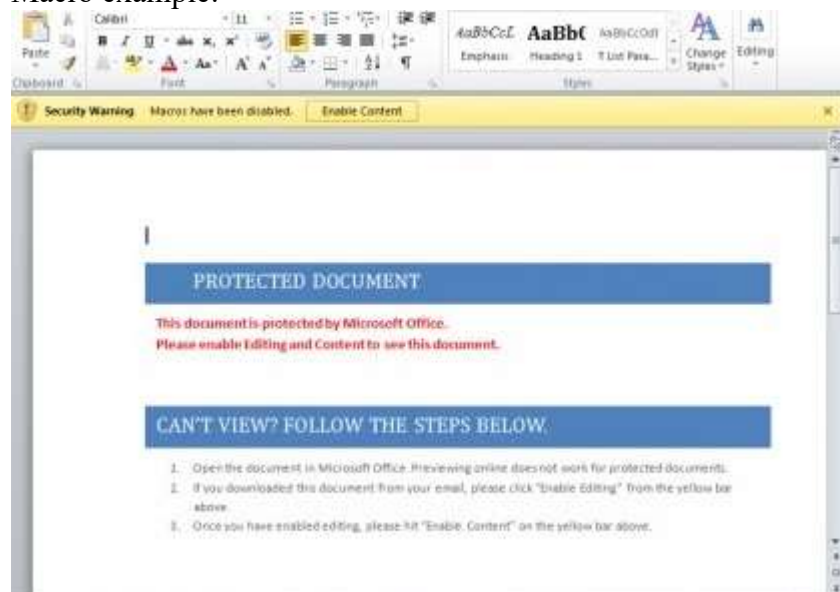 Macro example:
Calibri 11 AaBbCcL AaBb( AaBbCcDdI
Paste B I U abc x, x² Aa A A Emphasis Heading 1 ¶ List Para... Change Styles Editing
Clipboard Font Paragraph Styles
Security Warning Macros have been disabled. Enable Content
PROTECTED DOCUMENT
This document is protected by Microsoft Office.
Please enable Editing and Content to see this document.
CAN'T VIEW? FOLLOW THE STEPS BELOW.
1. Open the document in Microsoft Office. Previewing online does not work for protected documents.
2. If you downloaded this document from your email, please click "Enable Editing" from the yellow bar
above
3. Once you have enabled editing, please hit "Enable Content" on the yellow bar above.